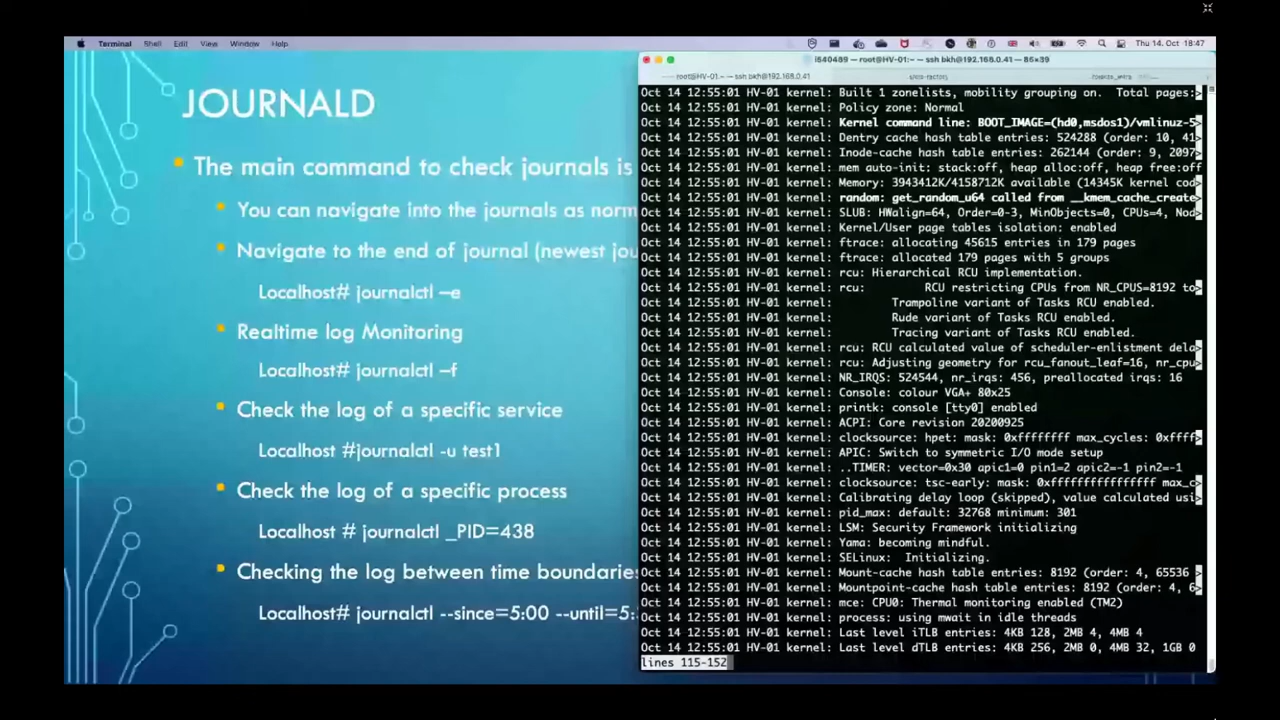 Terminal Shell Edit View Window Help Thu 14. Oct 18:47
JOURNALD
The main command to check journals is
You can navigate into the journals as norm
Navigate to the end of journal (newest jou
Localhost# journalctl –e
Realtime log Monitoring
Localhost# journalctl –f
Check the log of a specific service
Localhost #journalctl -u test1
Check the log of a specific process
Localhost # journalctl _PID=438
Checking the log between time boundaries
Localhost# journalctl --since=5:00 --until=5:
i540489 — root@HV-01:~ — ssh bkh@192.168.0.41 — 86×39
root@HV-01:~ — ssh bkh@192.168.0.41
Oct 14 12:55:01 HV-01 kernel: Built 1 zonelists, mobility grouping on.  Total pages:>
Oct 14 12:55:01 HV-01 kernel: Policy zone: Normal
Oct 14 12:55:01 HV-01 kernel: Kernel command line: BOOT_IMAGE=(hd0,msdos1)/vmlinuz-5>
Oct 14 12:55:01 HV-01 kernel: Dentry cache hash table entries: 524288 (order: 10, 41>
Oct 14 12:55:01 HV-01 kernel: Inode-cache hash table entries: 262144 (order: 9, 2097>
Oct 14 12:55:01 HV-01 kernel: mem auto-init: stack:off, heap alloc:off, heap free:off
Oct 14 12:55:01 HV-01 kernel: Memory: 3943412K/4158712K available (14345K kernel cod>
Oct 14 12:55:01 HV-01 kernel: random: get_random_u64 called from __kmem_cache_create>
Oct 14 12:55:01 HV-01 kernel: SLUB: HWalign=64, Order=0-3, MinObjects=0, CPUs=4, Nod>
Oct 14 12:55:01 HV-01 kernel: Kernel/User page tables isolation: enabled
Oct 14 12:55:01 HV-01 kernel: ftrace: allocating 45615 entries in 179 pages
Oct 14 12:55:01 HV-01 kernel: ftrace: allocated 179 pages with 5 groups
Oct 14 12:55:01 HV-01 kernel: rcu: Hierarchical RCU implementation.
Oct 14 12:55:01 HV-01 kernel: rcu:         RCU restricting CPUs from NR_CPUS=8192 to>
Oct 14 12:55:01 HV-01 kernel:         Trampoline variant of Tasks RCU enabled.
Oct 14 12:55:01 HV-01 kernel:         Rude variant of Tasks RCU enabled.
Oct 14 12:55:01 HV-01 kernel:         Tracing variant of Tasks RCU enabled.
Oct 14 12:55:01 HV-01 kernel: rcu: RCU calculated value of scheduler-enlistment dela>
Oct 14 12:55:01 HV-01 kernel: rcu: Adjusting geometry for rcu_fanout_leaf=16, nr_cpu>
Oct 14 12:55:01 HV-01 kernel: NR_IRQS: 524544, nr_irqs: 456, preallocated irqs: 16
Oct 14 12:55:01 HV-01 kernel: Console: colour VGA+ 80x25
Oct 14 12:55:01 HV-01 kernel: printk: console [tty0] enabled
Oct 14 12:55:01 HV-01 kernel: ACPI: Core revision 20200925
Oct 14 12:55:01 HV-01 kernel: clocksource: hpet: mask: 0xffffffff max_cycles: 0xffff>
Oct 14 12:55:01 HV-01 kernel: APIC: Switch to symmetric I/O mode setup
Oct 14 12:55:01 HV-01 kernel: ..TIMER: vector=0x30 apic1=0 pin1=2 apic2=-1 pin2=-1
Oct 14 12:55:01 HV-01 kernel: clocksource: tsc-early: mask: 0xffffffffffffffff max_c>
Oct 14 12:55:01 HV-01 kernel: Calibrating delay loop (skipped), value calculated usi>
Oct 14 12:55:01 HV-01 kernel: pid_max: default: 32768 minimum: 301
Oct 14 12:55:01 HV-01 kernel: LSM: Security Framework initializing
Oct 14 12:55:01 HV-01 kernel: Yama: becoming mindful.
Oct 14 12:55:01 HV-01 kernel: SELinux:  Initializing.
Oct 14 12:55:01 HV-01 kernel: Mount-cache hash table entries: 8192 (order: 4, 65536 >
Oct 14 12:55:01 HV-01 kernel: Mountpoint-cache hash table entries: 8192 (order: 4, 6>
Oct 14 12:55:01 HV-01 kernel: mce: CPU0: Thermal monitoring enabled (TM2)
Oct 14 12:55:01 HV-01 kernel: process: using mwait in idle threads
Oct 14 12:55:01 HV-01 kernel: Last level iTLB entries: 4KB 128, 2MB 4, 4MB 4
Oct 14 12:55:01 HV-01 kernel: Last level dTLB entries: 4KB 256, 2MB 0, 4MB 32, 1GB 0
lines 115-152